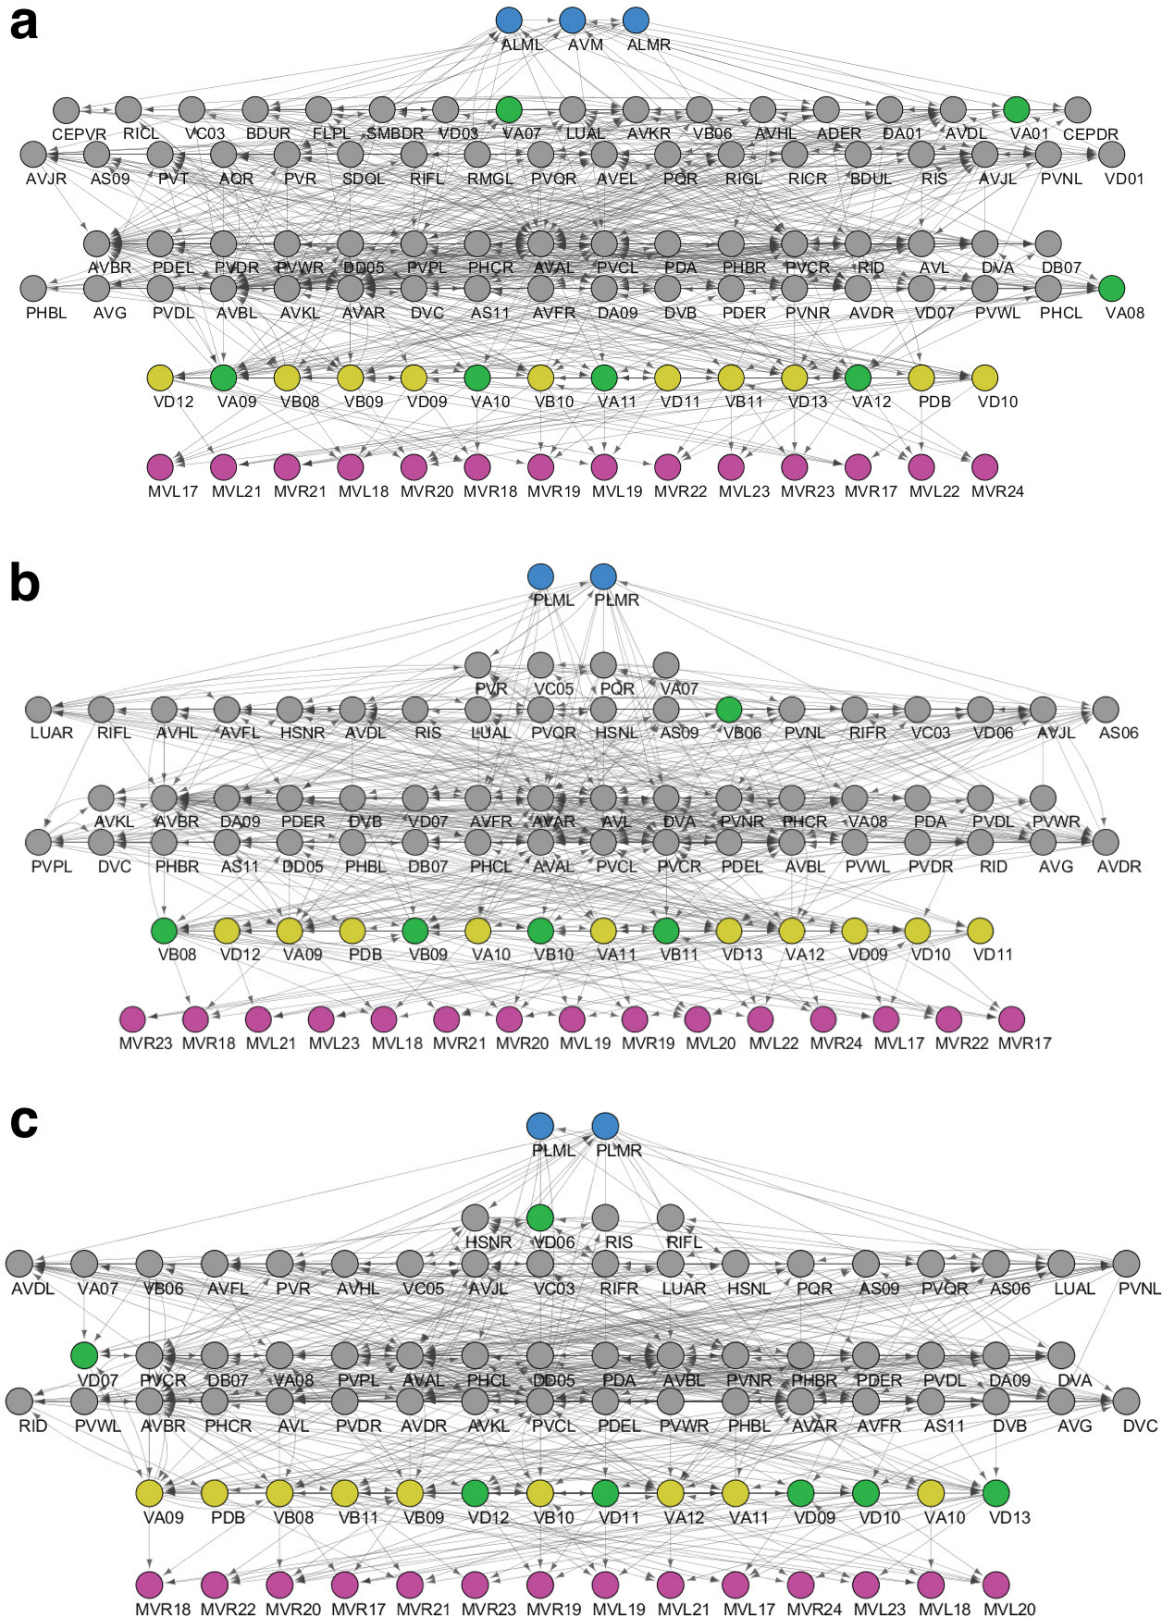 a
ALML AVM ALMR
CEPVR RICL VC03 BDUR FLPL SMBDR VD03 VA07 LUAL AVKR VB06 AVHL ADER DA01 AVDL VA01 CEPDR
AVJR AS09 PVT AQR PVR SDQL RIFL RMGL PVQR AVEL PQR RIGL RICR BDUL RIS AVJL PVNL VD01
AVBR PDEL PVDR PVWR DD05 PVPL PHCR AVAL PVCL PDA PHBR PVCR RID AVL DVA DB07
PHBL AVG PVDL AVBL AVKL AVAR DVC AS11 AVFR DA09 DVB PDER PVNR AVDR VD07 PVWL PHCL VA08
VD12 VA09 VB08 VB09 VD09 VA10 VB10 VA11 VD11 VB11 VD13 VA12 PDB VD10
MVL17 MVL21 MVR21 MVL18 MVR20 MVR18 MVR19 MVL19 MVR22 MVL23 MVR23 MVR17 MVL22 MVR24
b
PLML PLMR
PVR VC05 PQR VA07
LUAR RIFL AVHL AVFL HSNR AVDL RIS LUAL PVQR HSNL AS09 VB06 PVNL RIFR VC03 VD06 AVJL AS06
AVKL AVBR DA09 PDER DVB VD07 AVFR AVAR AVL DVA PVNR PHCR VA08 PDA PVDL PVWR
PVPL DVC PHBR AS11 DD05 PHBL DB07 PHCL AVAL PVCL PVCR PDEL AVBL PVWL PVDR RID AVG AVDR
VB08 VD12 VA09 PDB VB09 VA10 VB10 VA11 VB11 VD13 VA12 VD09 VD10 VD11
MVR23 MVR18 MVL21 MVL23 MVL18 MVR21 MVR20 MVL19 MVR19 MVL20 MVL22 MVR24 MVL17 MVR22 MVR17
c
PLML PLMR
HSNR VD06 RIS RIFL
AVDL VA07 VB06 AVFL PVR AVHL VC05 AVJL VC03 RIFR LUAR HSNL PQR AS09 PVQR AS06 LUAL PVNL
VD07 PVCR DB07 VA08 PVPL AVAL PHCL DD05 PDA AVBL PVNR PHBR PDER PVDL DA09 DVA
RID PVWL AVBR PHCR AVL PVDR AVDR AVKL PVCL PDEL PVWR PHBL AVAR AVFR AS11 DVB AVG DVC
VA09 PDB VB08 VB11 VB09 VD12 VB10 VD11 VA12 VA11 VD09 VD10 VA10 VD13
MVR18 MVR22 MVR20 MVR17 MVR21 MVR23 MVR19 MVL19 MVL21 MVL17 MVR24 MVL23 MVL18 MVL20